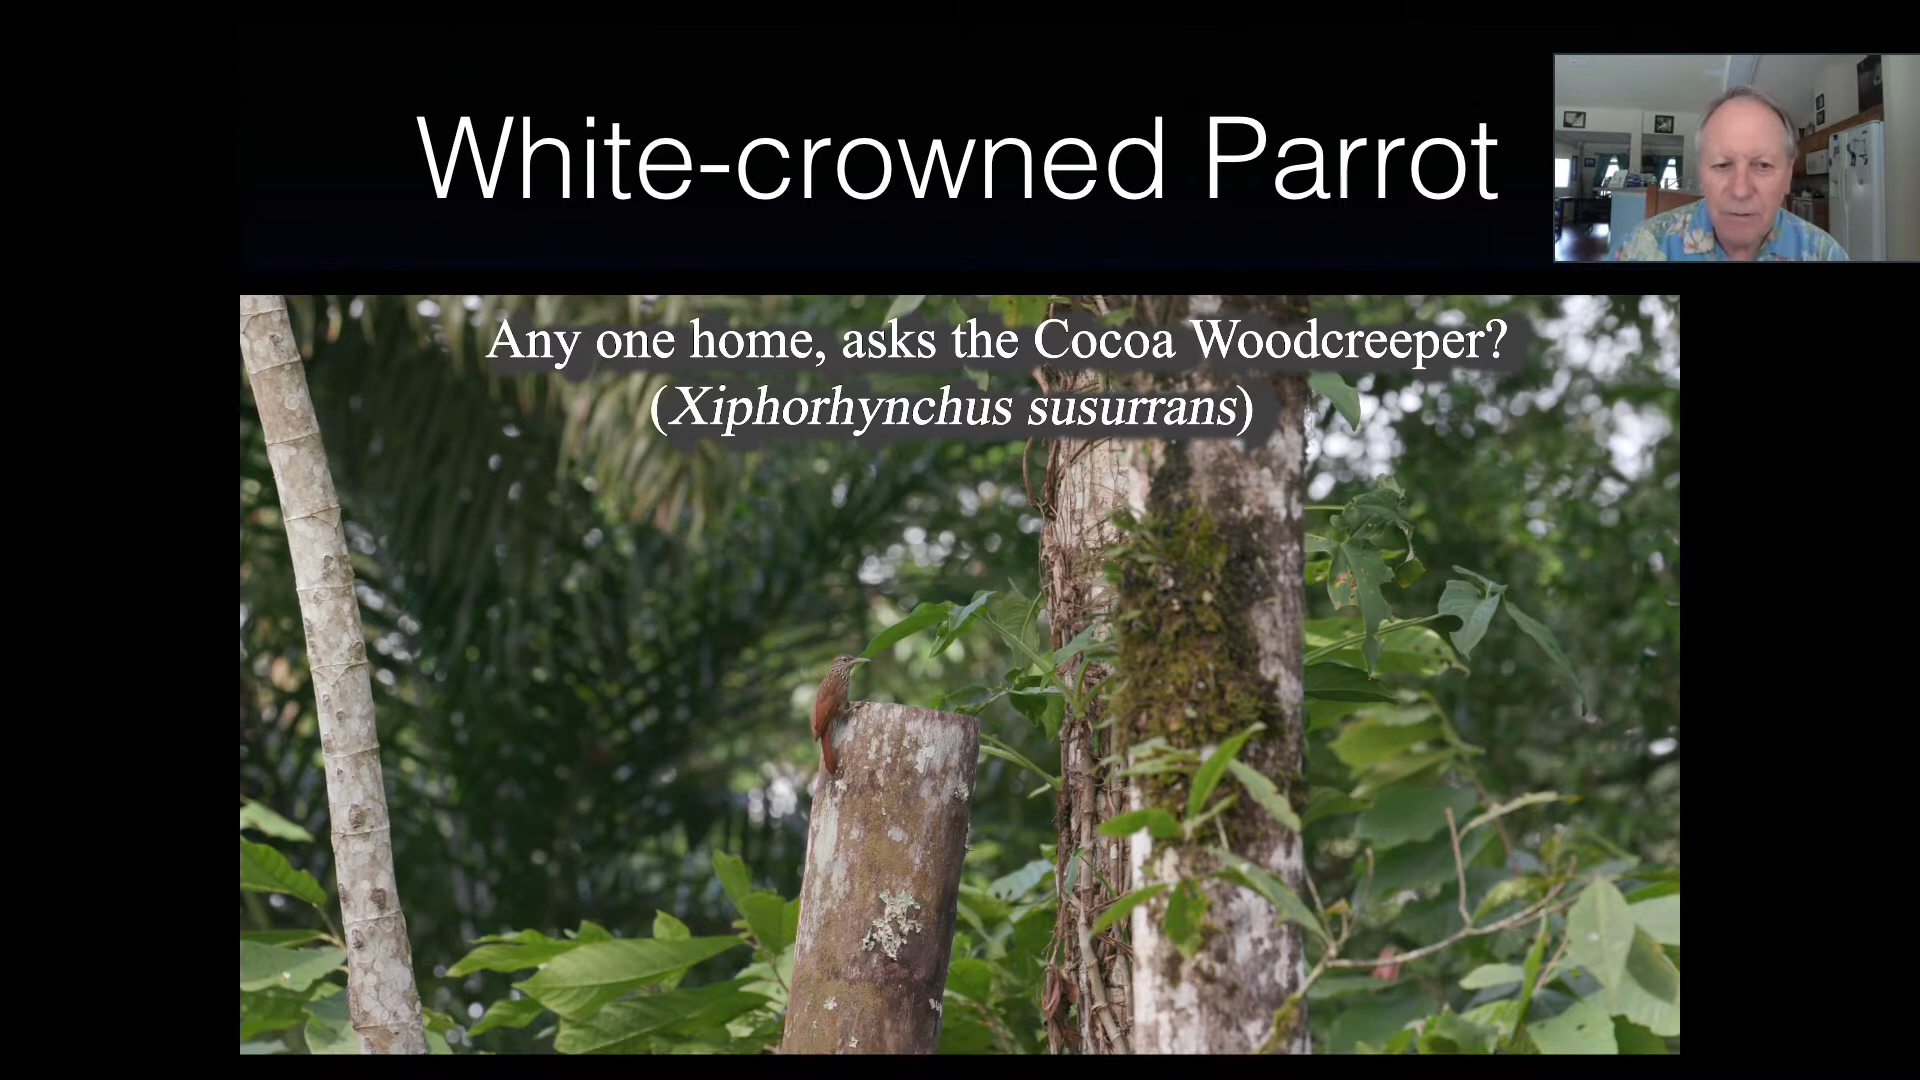 White-crowned Parrot
Any one home, asks the Cocoa Woodcreeper?
(Xiphorhynchus susurrans)